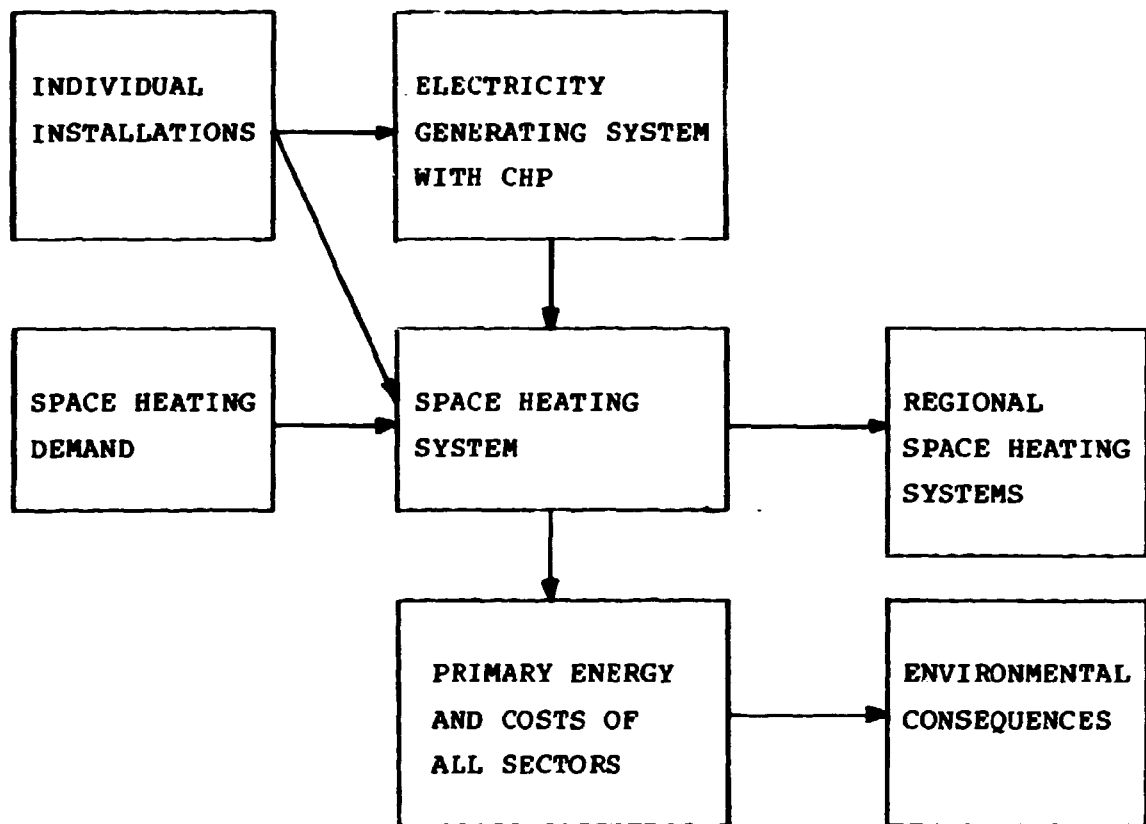 INDIVIDUAL
INSTALLATIONS
ELECTRICITY
GENERATING SYSTEM
WITH CHP
SPACE HEATING
DEMAND
SPACE HEATING
SYSTEM
REGIONAL
SPACE HEATING
SYSTEMS
PRIMARY ENERGY
AND COSTS OF
ALL SECTORS
ENVIRONMENTAL
CONSEQUENCES